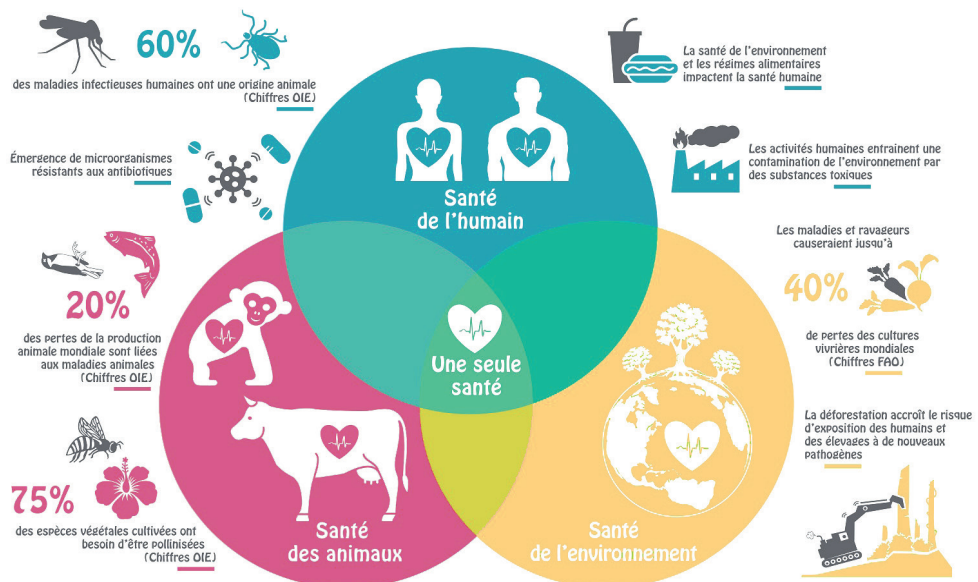 60%
des maladies infectieuses humaines ont une origine animale
(Chiffres OIE)
Émergence de microorganismes
résistants aux antibiotiques
20%
des pertes de la production
animale mondiale sont liées
aux maladies animales
(Chiffres OIE)
75%
des espèces végétales cultivées ont
besoin d'être pollinisées
(Chiffres OIE)
Santé
de l'humain
Une seule
santé
Santé
des animaux
Santé
de l'environnement
La santé de l'environnement
et les régimes alimentaires
impactent la santé humaine
Les activités humaines entrainent une
contamination de l'environnement par
des substances toxiques
Les maladies et ravageurs
causeraient jusqu'à
40%
de pertes des cultures
vivrières mondiales
(Chiffres FAO)
La déforestation accroît le risque
d'exposition des humains et
des élevages à de nouveaux
pathogènes